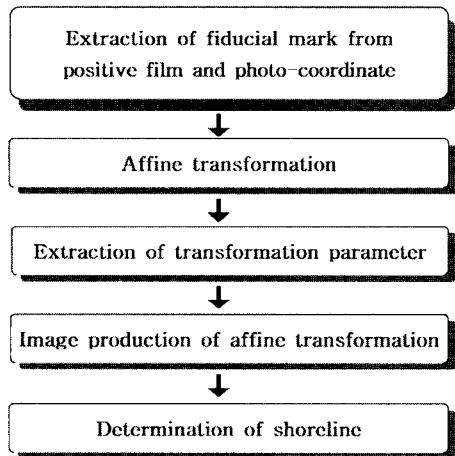 Extraction of fiducial mark from
positive film and photo-coordinate
Affine transformation
Extraction of transformation parameter
Image production of affine transformation
Determination of shoreline